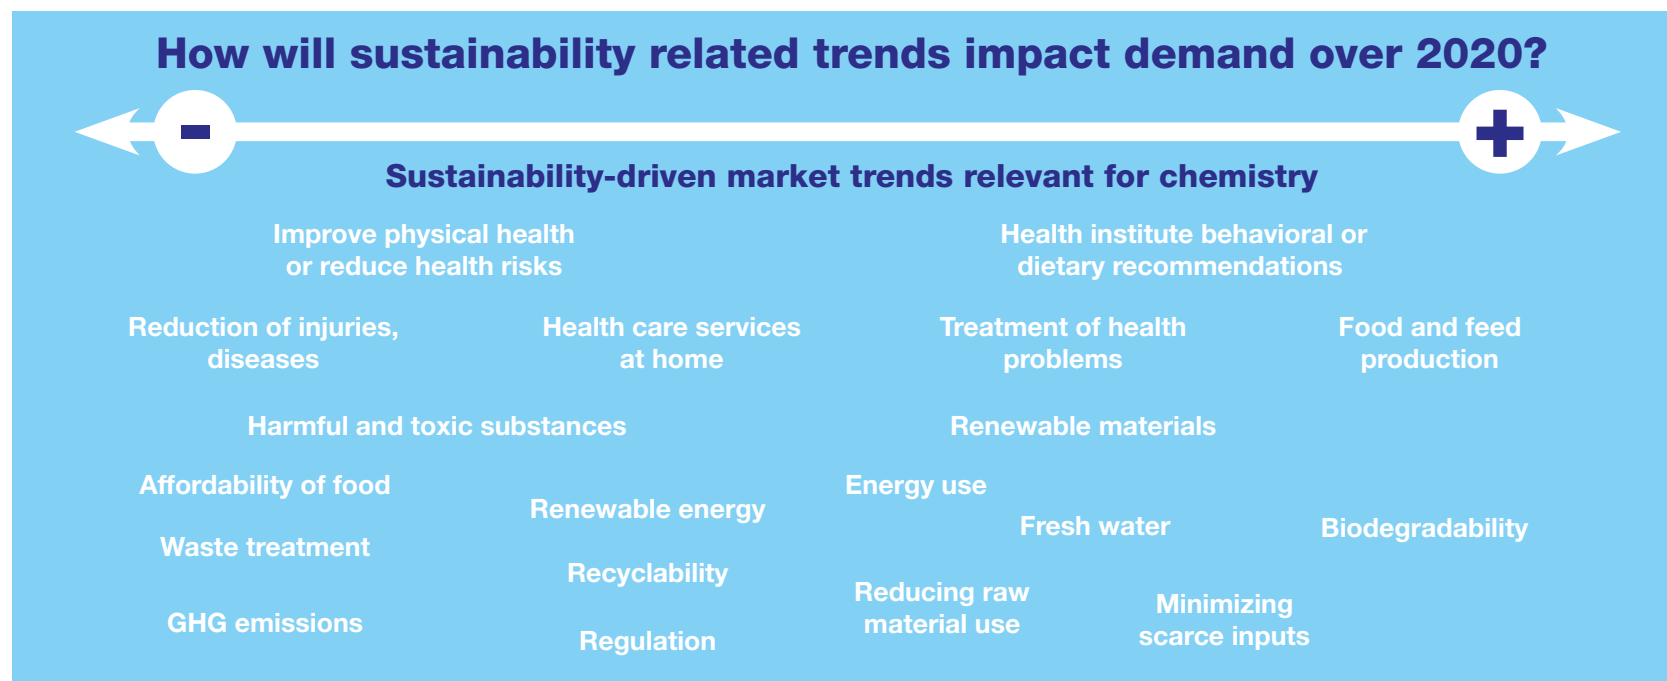 How will sustainability related trends impact demand over 2020?
-
+
Sustainability-driven market trends relevant for chemistry
Improve physical health
or reduce health risks
Health institute behavioral or
dietary recommendations
Reduction of injuries,
diseases
Health care services
at home
Treatment of health
problems
Food and feed
production
Harmful and toxic substances
Renewable materials
Affordability of food
Renewable energy
Energy use
Fresh water
Biodegradability
Waste treatment
Recyclability
Reducing raw
material use
Minimizing
scarce inputs
GHG emissions
Regulation